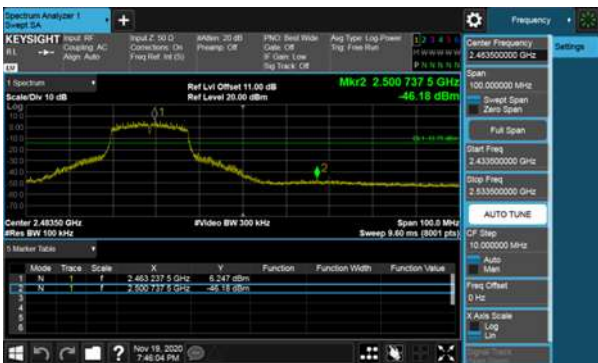 Spectrum Analyzer 1
Swept SA
Frequency
KEYSIGHT
Input: RF
Coupling: AC
Align: Auto
Input Z: 50 Ω
Corrections: On
Freq Ref: Int (S)
#Atten: 20 dB
Preamp: Off
PNO: Best Wide
Gate: Off
IF Gain: Low
Sig Track: Off
Avg Type: Log-Power
Trig: Free Run
1 2 3 4 5 6
M W W W W W
P N N N N N
Center Frequency
2.483500000 GHz
Settings
Span
100.000000 MHz
Swept Span
Zero Span
Full Span
Start Freq
2.433500000 GHz
Stop Freq
2.533500000 GHz
AUTO TUNE
CF Step
10.000000 MHz
Auto
Man
Freq Offset
0 Hz
X Axis Scale
Log
Lin
1 Spectrum
Scale/Div 10 dB
Ref Lvl Offset 11.00 dB
Ref Level 20.00 dBm
Mkr2 2.500 737 5 GHz
-46.18 dBm
Log
10.0
0.0
-10.0
-20.0
-30.0
-40.0
-50.0
-60.0
-70.0
1
2
Center 2.48350 GHz
#Res BW 100 kHz
#Video BW 300 kHz
Span 100.0 MHz
Sweep 9.60 ms (8001 pts)
5 Marker Table
Mode Trace Scale X Y Function Function Width Function Value
1 N 1 f 2.463 237 5 GHz 6.247 dBm
2 N 1 f 2.500 737 5 GHz -46.18 dBm
3
4
5
6
Nov 19, 2020
7:46:04 PM